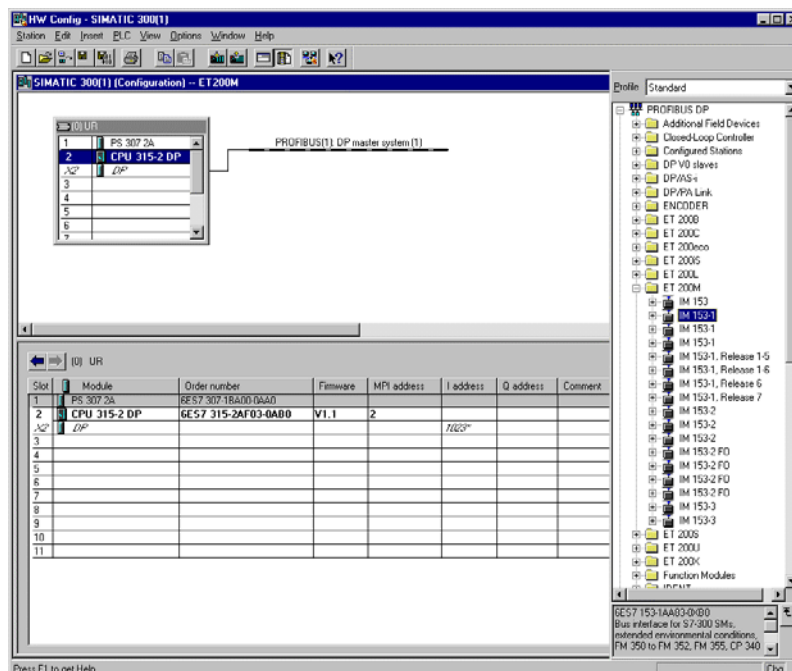 HW Config - SIMATIC 300(1)
Station Edit Insert PLC View Options Window Help
SIMATIC 300(1) (Configuration) -- ET200M
(0) UR
1 PS 307 2A
2 CPU 315-2 DP
X2 DP
3
4
5
6
7
PROFIBUS(1): DP master system (1)
(0) UR
Slot Module Order number Firmware MPI address I address Q address Comment
1 PS 307 2A 6ES7 307-1BA00-0AA0
2 CPU 315-2 DP 6ES7 315-2AF03-0AB0 V1.1 2
X2 DP 1023*
3
4
5
6
7
8
9
10
11
Profile Standard
PROFIBUS DP
Additional Field Devices
Closed-Loop Controller
Configured Stations
DP V0 slaves
DP/AS-i
DP/PA Link
ENCODER
ET 200B
ET 200C
ET 200eco
ET 200iS
ET 200L
ET 200M
IM 153
IM 153-1
IM 153-1
IM 153-1
IM 153-1, Release 1-5
IM 153-1, Release 1-6
IM 153-1, Release 6
IM 153-1, Release 7
IM 153-2
IM 153-2
IM 153-2
IM 153-2 FO
IM 153-2 FO
IM 153-2 FO
IM 153-2 FO
IM 153-3
IM 153-3
ET 200S
ET 200U
ET 200X
Function Modules
IDENT
6ES7 153-1AA83-0XB0
Bus interface for S7-300 SMs,
extended environmental conditions,
FM 350 to FM 352, FM 355, CP 340
Press F1 to get Help.
Chg